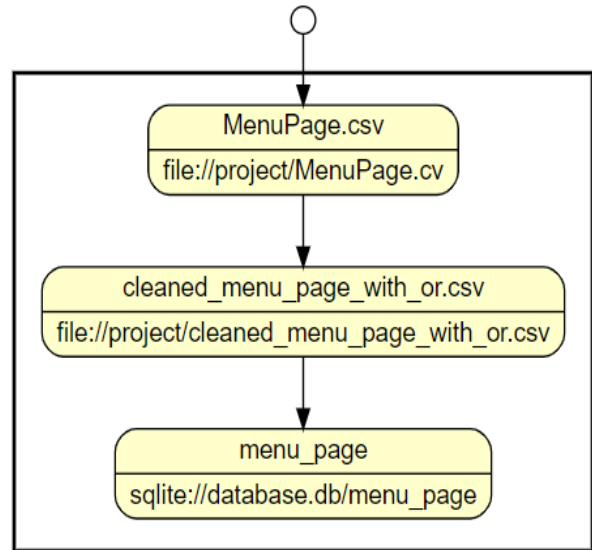 MenuPage.csv
file://project/MenuPage.cv
cleaned_menu_page_with_or.csv
file://project/cleaned_menu_page_with_or.csv
menu_page
sqlite://database.db/menu_page